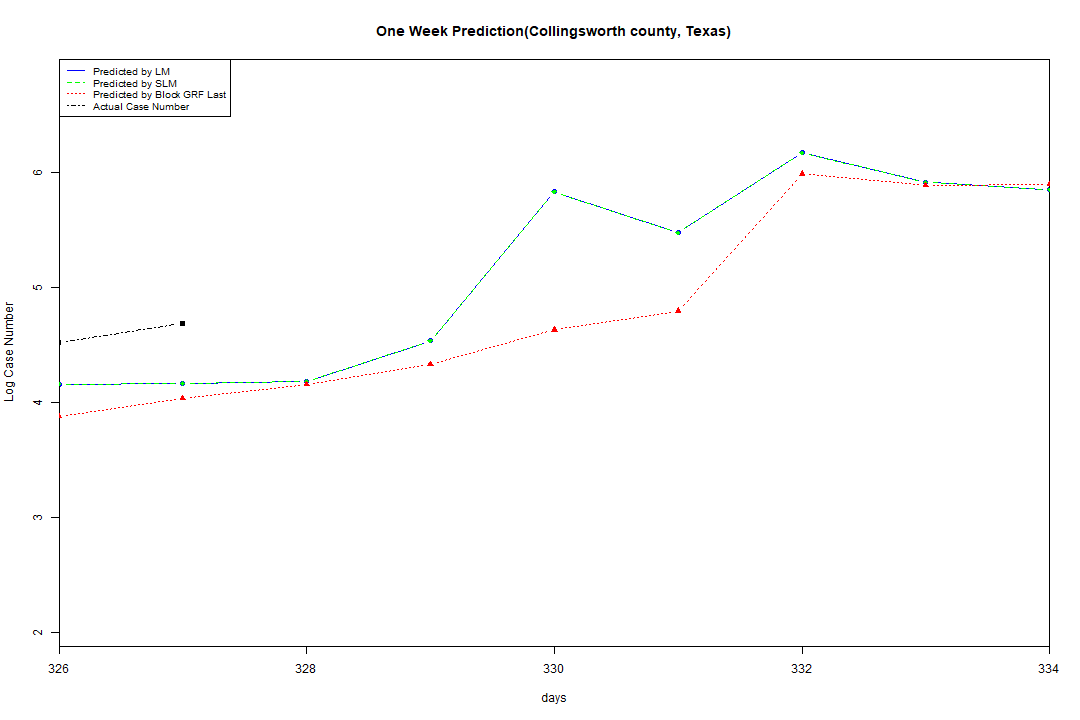 One Week Prediction(Collingsworth county, Texas)
Predicted by LM
Predicted by SLM
Predicted by Block GRF Last
Actual Case Number
Log Case Number
6
5
4
3
2
326 328 330 332 334
days